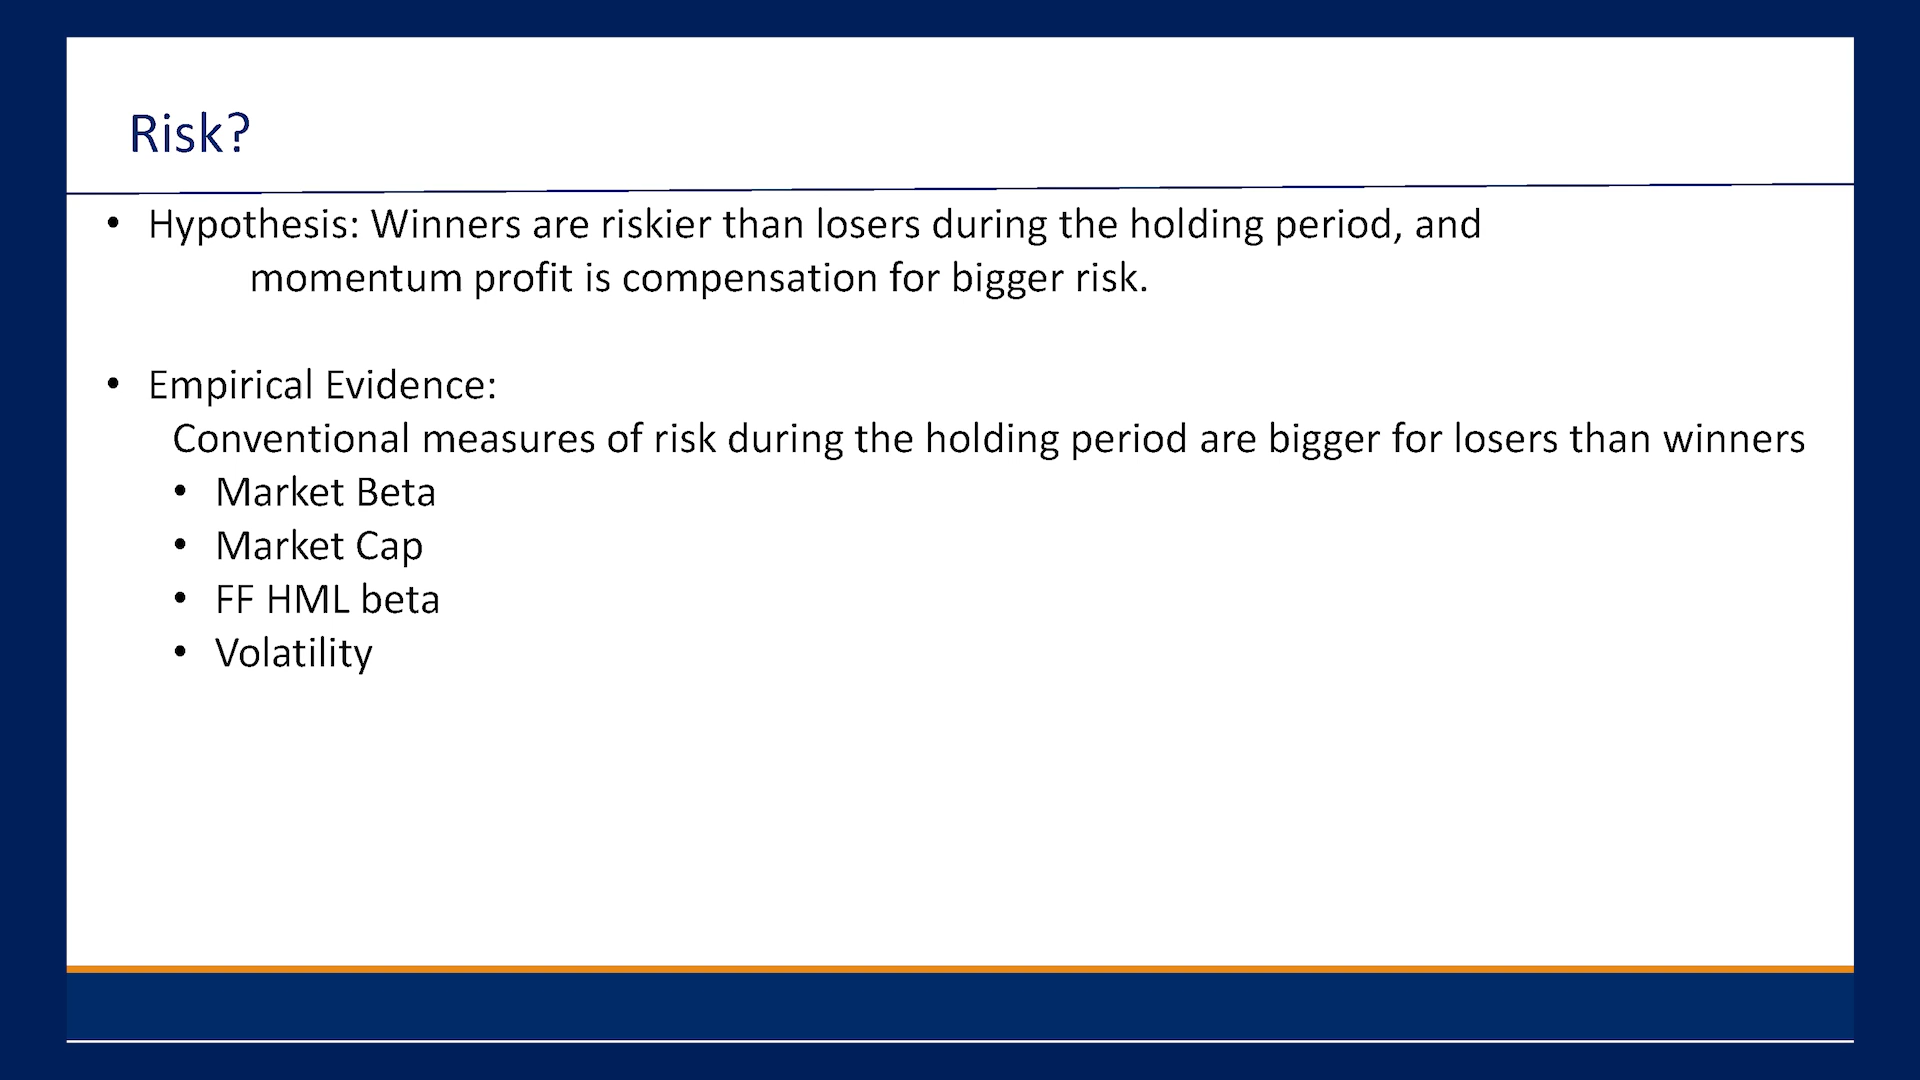 Risk?
• Hypothesis: Winners are riskier than losers during the holding period, and
momentum profit is compensation for bigger risk.
• Empirical Evidence:
Conventional measures of risk during the holding period are bigger for losers than winners
• Market Beta
• Market Cap
• FF HML beta
• Volatility